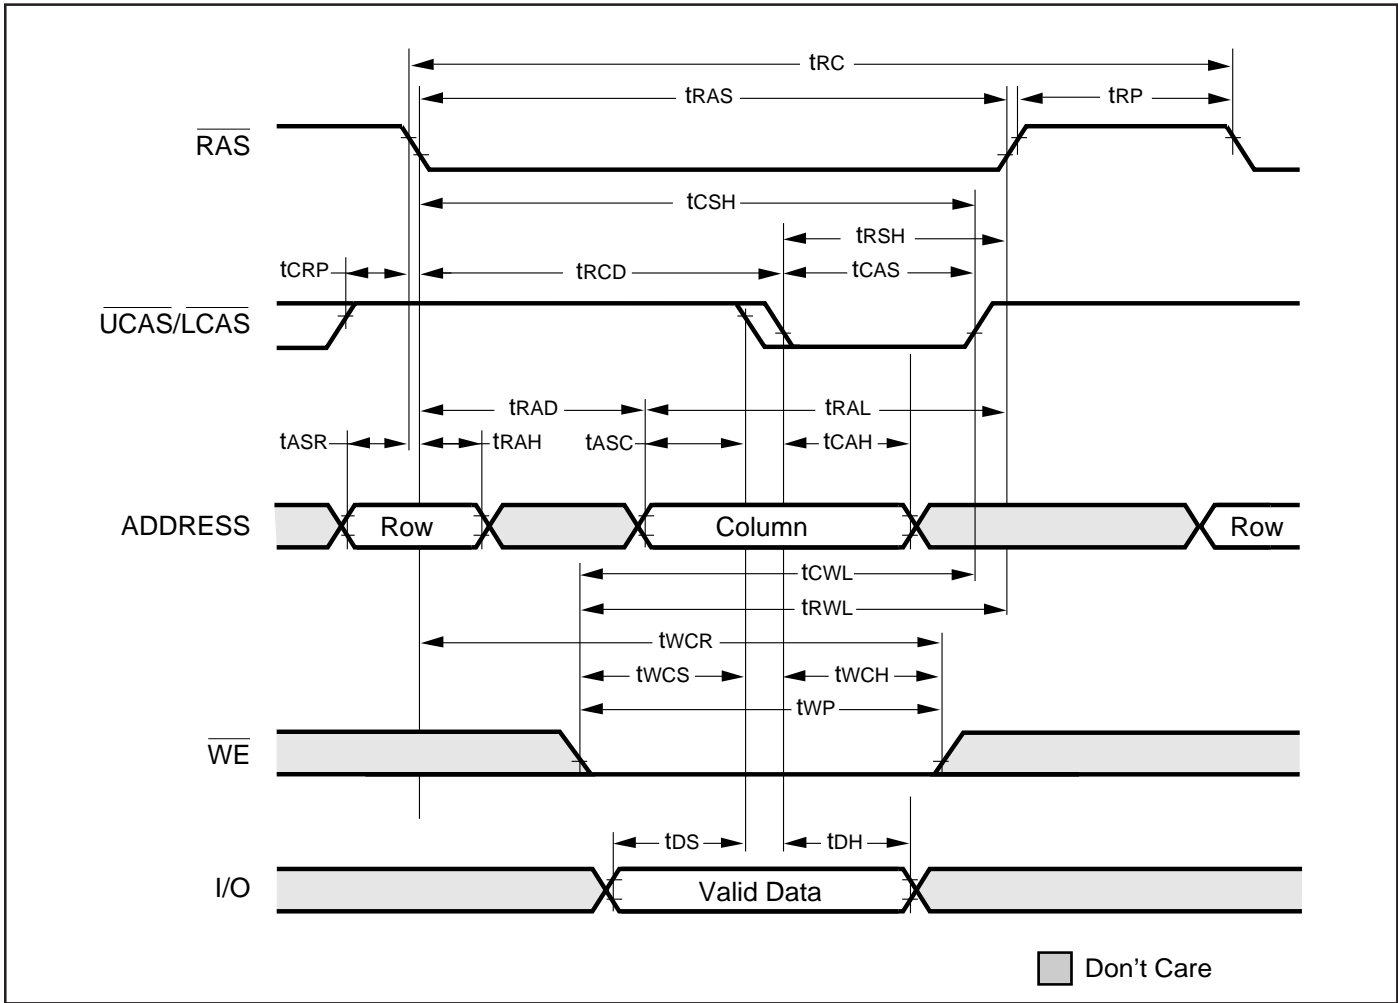 tRC
tRAS
tRP
RAS
tCSH
tRSH
tCRP
tRCD
tCAS
UCAS/LCAS
tRAD
tRAL
tASR
tRAH
tASC
tCAH
ADDRESS
Row
Column
Row
tCWL
tRWL
tWCR
tWCS
tWCH
tWP
WE
tDS
tDH
I/O
Valid Data
Don't Care